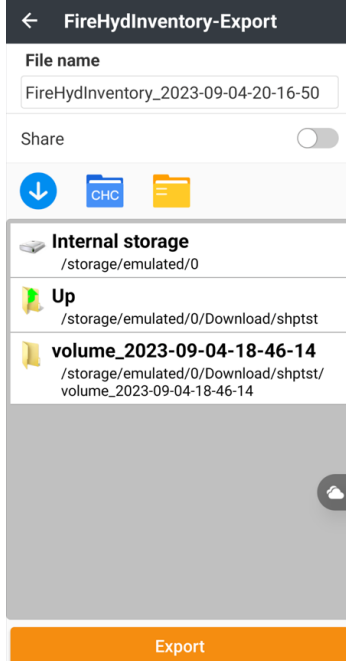 FireHydInventory-Export
File name
FireHydInventory_2023-09-04-20-16-50
Share
CHC
Internal storage
/storage/emulated/0
Up
/storage/emulated/0/Download/shptst
volume_2023-09-04-18-46-14
/storage/emulated/0/Download/shptst/
volume_2023-09-04-18-46-14
Export